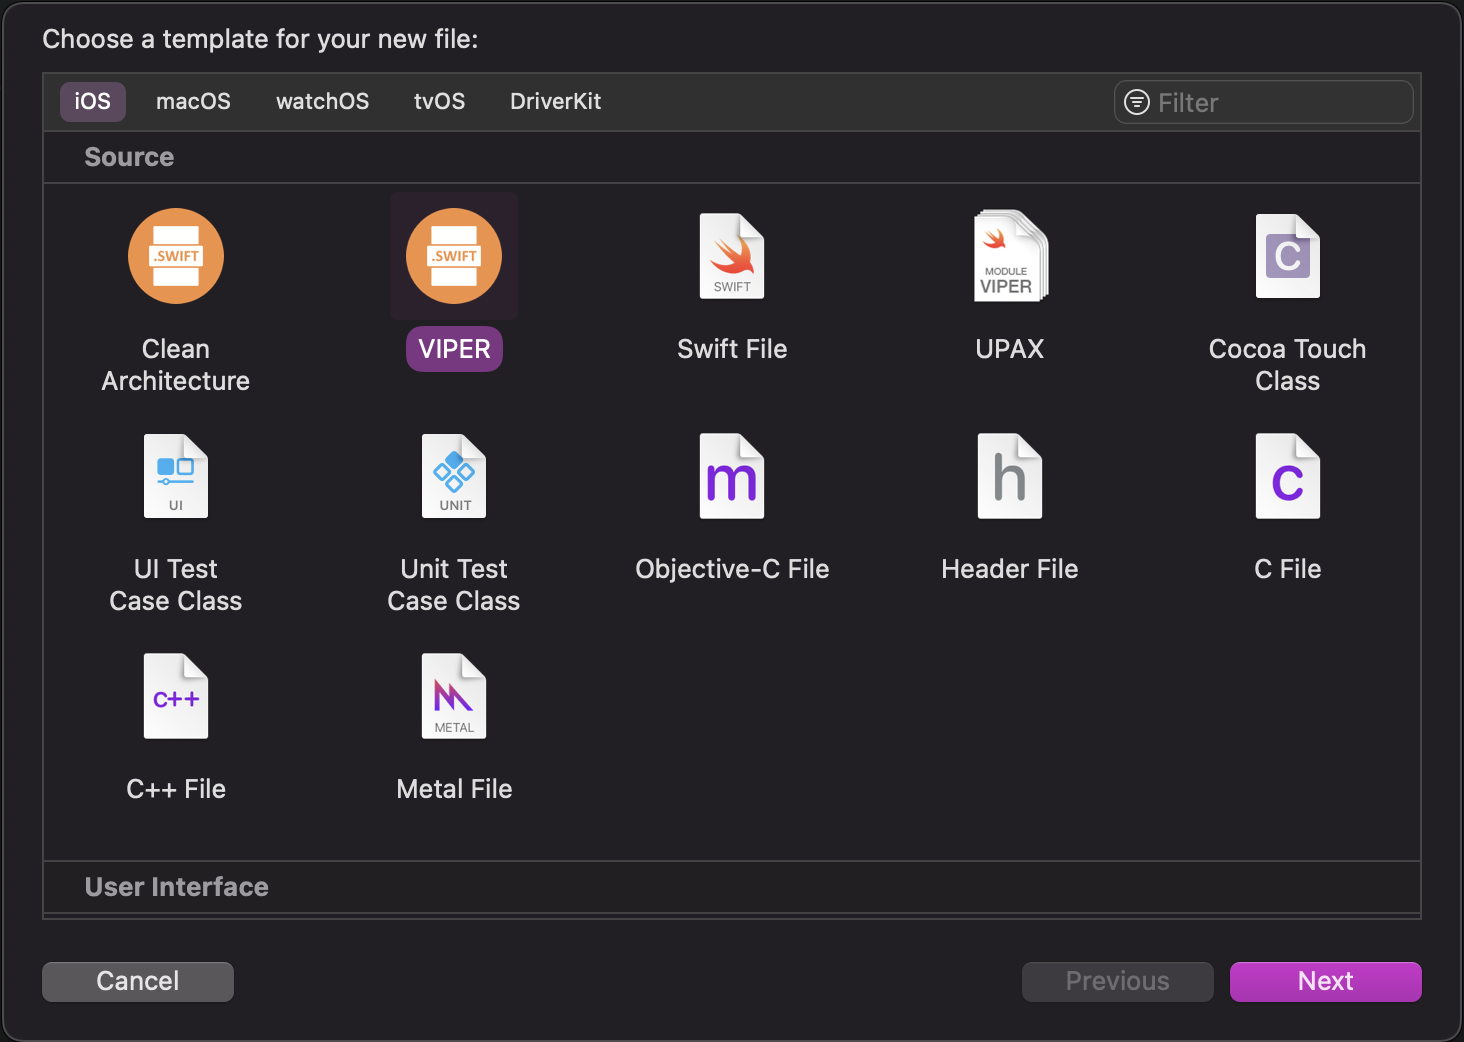 Choose a template for your new file:
iOS macOS watchOS tvOS DriverKit Filter
Source
.SWIFT .SWIFT SWIFT MODULE VIPER C
Clean Architecture
VIPER
Swift File
UPAX
Cocoa Touch Class
UI UNIT m h C
UI Test Case Class
Unit Test Case Class
Objective-C File
Header File
C File
C++ METAL
C++ File
Metal File
User Interface
Cancel Previous Next